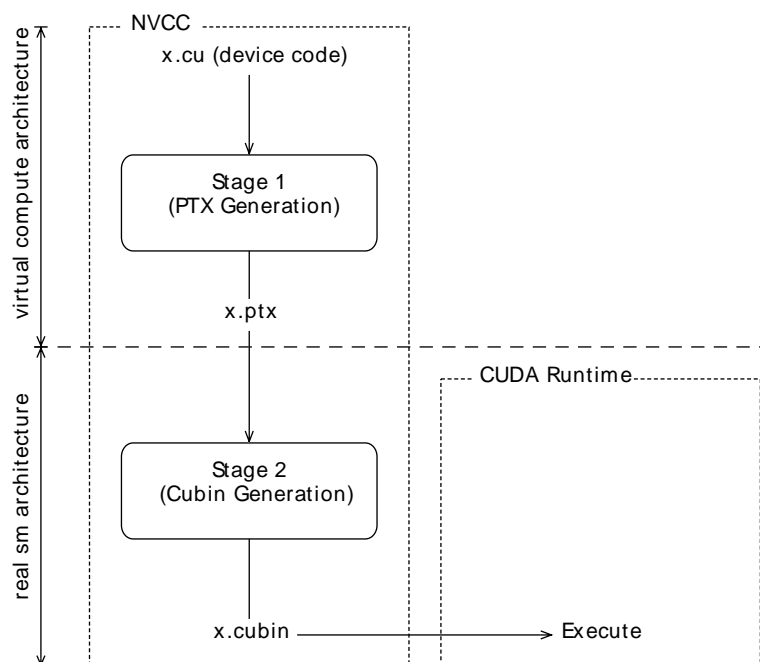 NVCC
x.cu (device code)
virtual compute architecture
Stage 1
(PTX Generation)
x.ptx
CUDA Runtime
real sm architecture
Stage 2
(Cubin Generation)
x.cubin
Execute